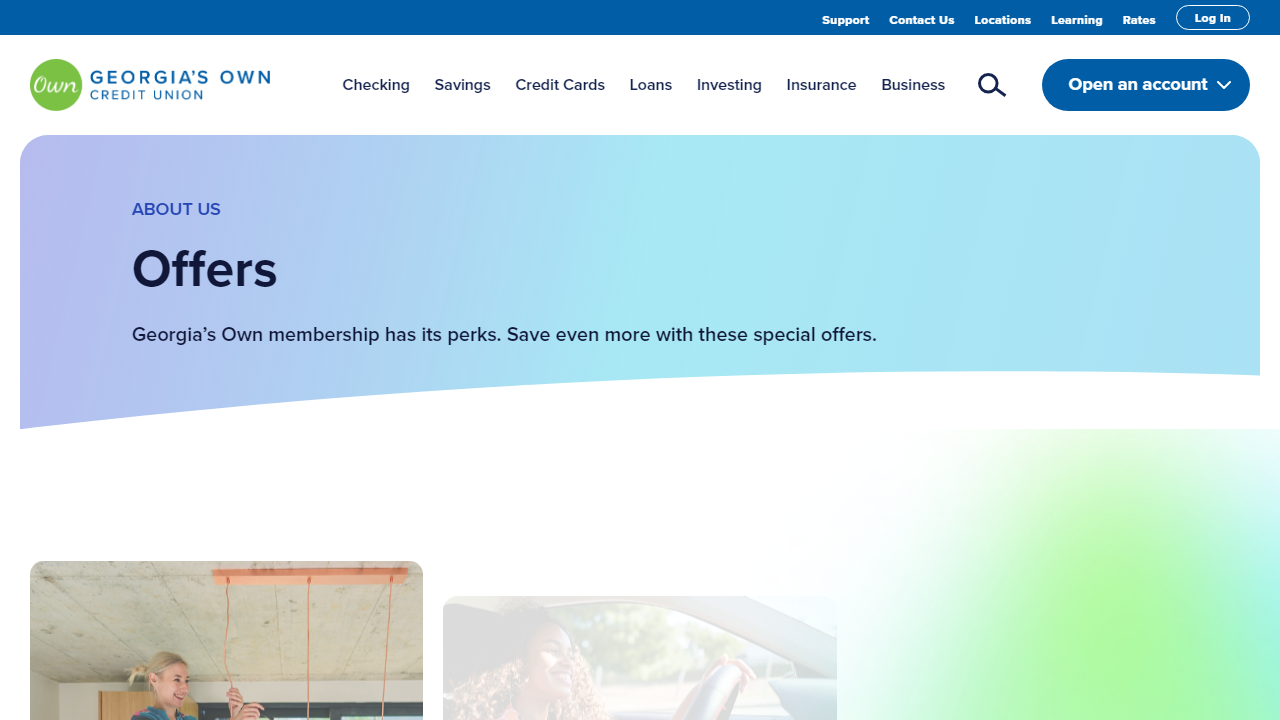 Support Contact Us Locations Learning Rates Log In
Own GEORGIA'S OWN
CREDIT UNION
Checking Savings Credit Cards Loans Investing Insurance Business Open an account
ABOUT US
Offers
Georgia’s Own membership has its perks. Save even more with these special offers.